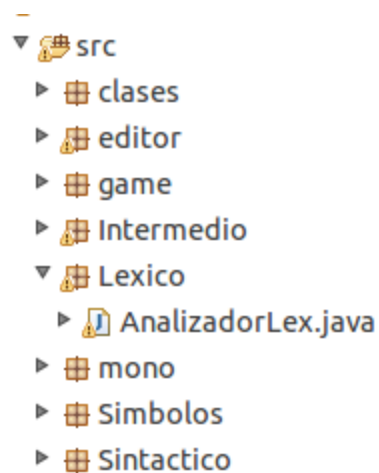 src
clases
editor
game
Intermedio
Lexico
AnalizadorLex.java
mono
Simbolos
Sintactico